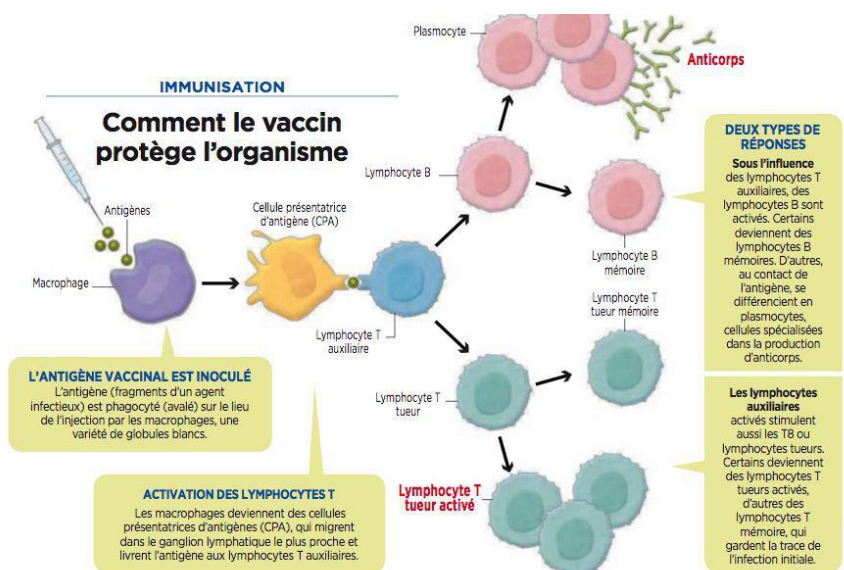 Plasmocyte
Anticorps
IMMUNISATION
Comment le vaccin
protège l'organisme
Antigènes
Macrophage
Cellule présentatrice
d'antigène (CPA)
Lymphocyte T
auxiliaire
Lymphocyte B
Lymphocyte B
mémoire
Lymphocyte T
tueur mémoire
Lymphocyte T
tueur
Lymphocyte T
tueur activé
L'ANTIGÈNE VACCINAL EST INOCULÉ
L'antigène (fragments d'un agent
infectieux) est phagocyté (avalé) sur le lieu
de l'injection par les macrophages, une
variété de globules blancs.
ACTIVATION DES LYMPHOCYTES T
Les macrophages deviennent des cellules
présentatrices d'antigènes (CPA), qui migrent
dans le ganglion lymphatique le plus proche et
livrent l'antigène aux lymphocytes T auxiliaires.
DEUX TYPES DE
RÉPONSES
Sous l'influence
des lymphocytes T
auxiliaires, des
lymphocytes B sont
activés. Certains
deviennent des
lymphocytes B
mémoires. D'autres,
au contact de
l'antigène, se
différencient en
plasmocytes,
cellules spécialisées
dans la production
d'anticorps.
Les lymphocytes
auxiliaires
activés stimulent
aussi les T8 ou
lymphocytes tueurs.
Certains deviennent
des lymphocytes T
tueurs activés,
d'autres des
lymphocytes T
mémoire, qui
gardent la trace de
l'infection initiale.